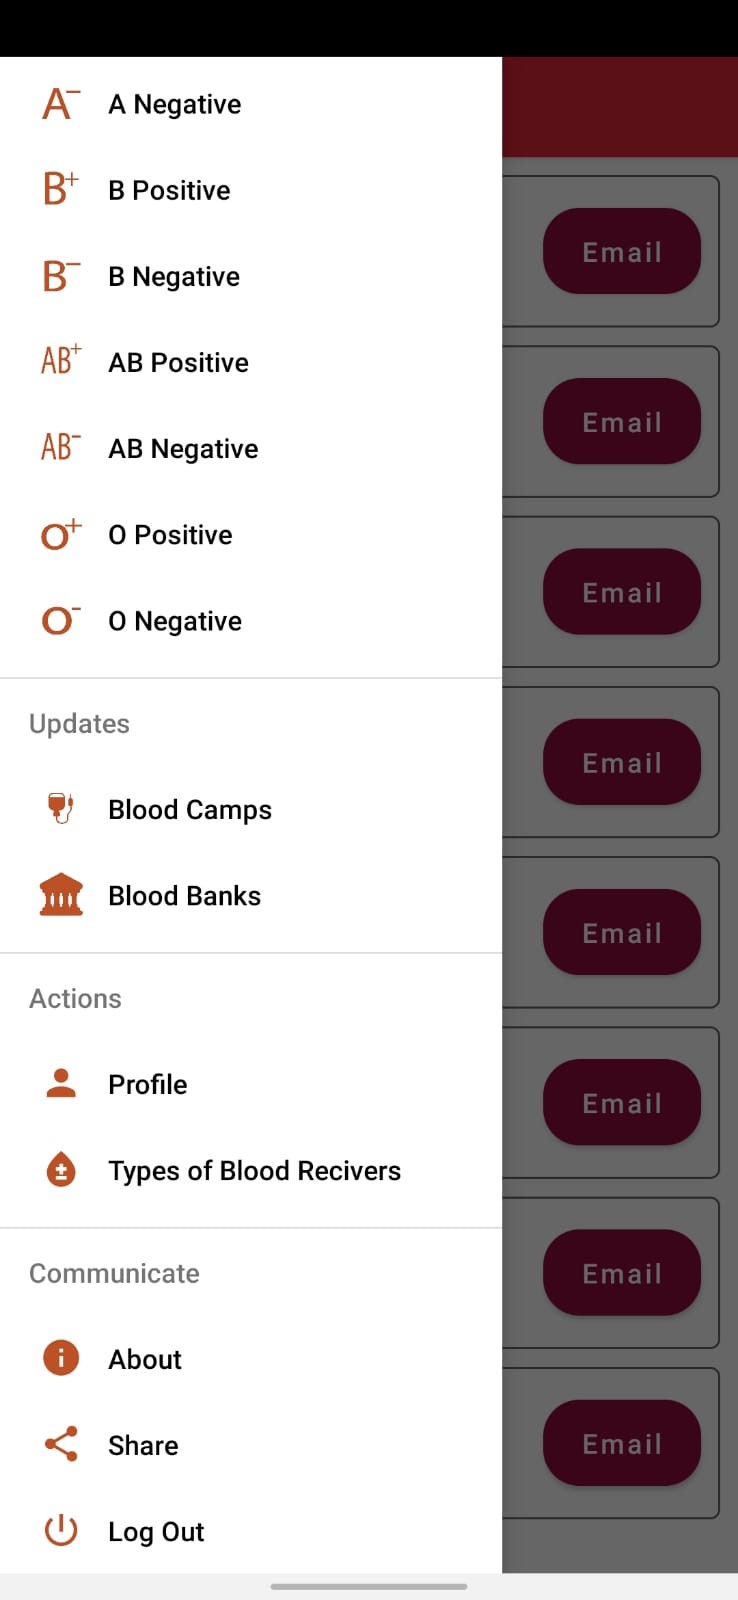 A− A Negative
B+ B Positive
B− B Negative
AB+ AB Positive
AB− AB Negative
O+ O Positive
O− O Negative
Updates
Blood Camps
Blood Banks
Actions
Profile
Types of Blood Recivers
Communicate
About
Share
Log Out
Email
Email
Email
Email
Email
Email
Email
Email